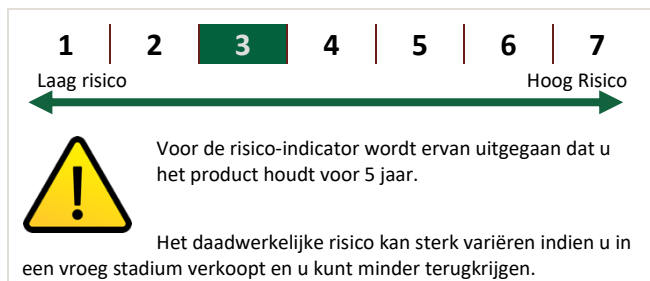 1 2 3 4 5 6 7
Laag risico Hoog Risico
Voor de risico-indicator wordt ervan uitgegaan dat u
het product houdt voor 5 jaar.
Het daadwerkelijke risico kan sterk variëren indien u in
een vroeg stadium verkoopt en u kunt minder terugkrijgen.